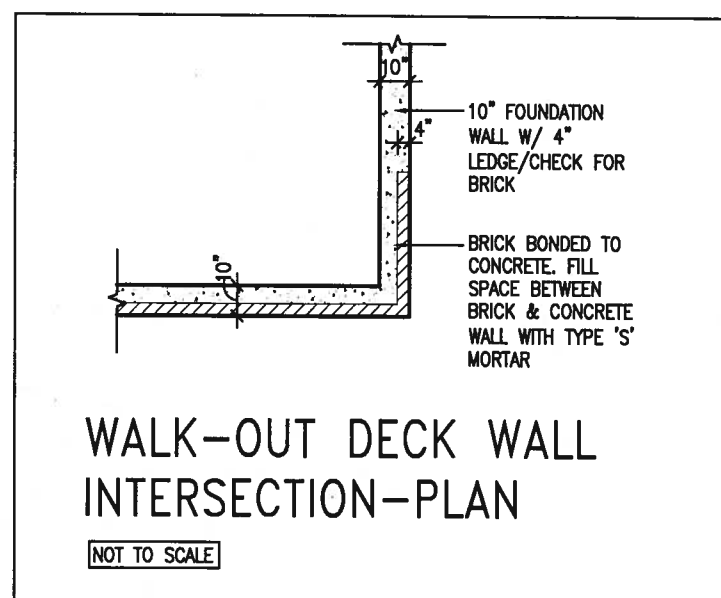 10"
10" FOUNDATION
WALL W/ 4"
LEDGE/CHECK FOR
BRICK
4"
BRICK BONDED TO
CONCRETE. FILL
SPACE BETWEEN
BRICK & CONCRETE
WALL WITH TYPE 'S'
MORTAR
10"
WALK-OUT DECK WALL
INTERSECTION-PLAN
NOT TO SCALE